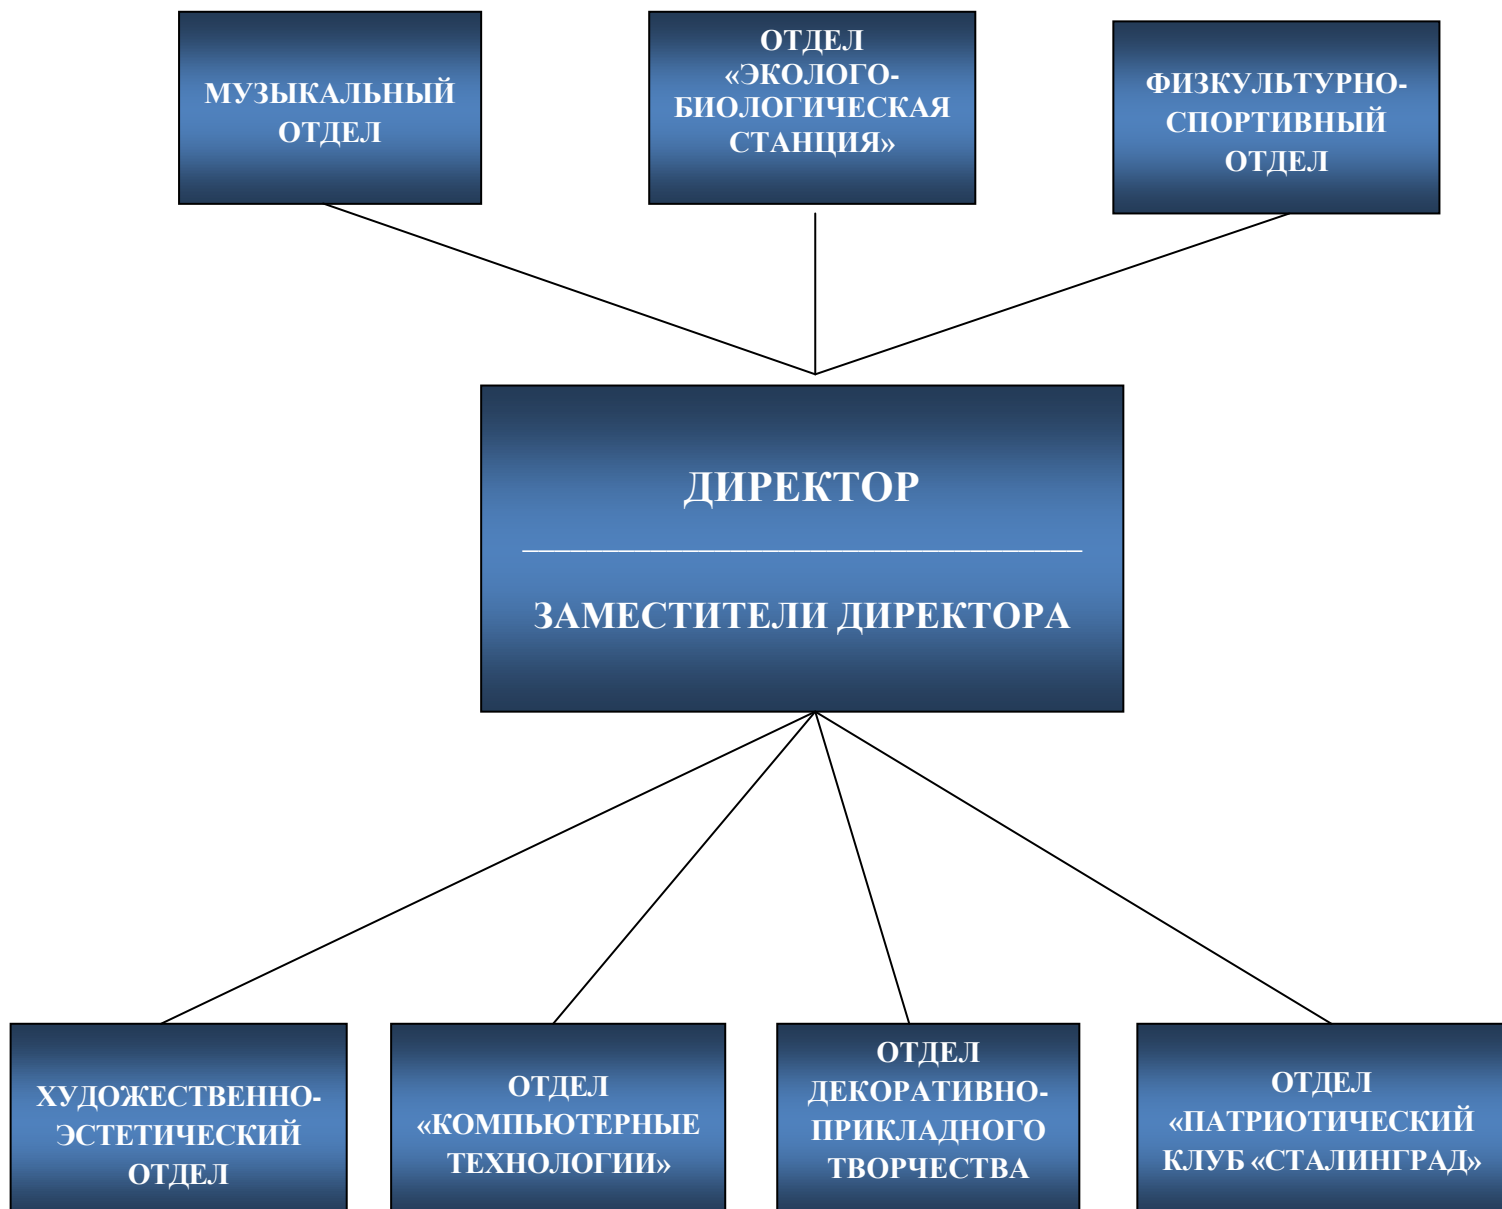 МУЗЫКАЛЬНЫЙ
ОТДЕЛ
ОТДЕЛ
«ЭКОЛОГО-
БИОЛОГИЧЕСКАЯ
СТАНЦИЯ»
ФИЗКУЛЬТУРНО-
СПОРТИВНЫЙ
ОТДЕЛ
ДИРЕКТОР
ЗАМЕСТИТЕЛИ ДИРЕКТОРА
ХУДОЖЕСТВЕННО-
ЭСТЕТИЧЕСКИЙ
ОТДЕЛ
ОТДЕЛ
«КОМПЬЮТЕРНЫЕ
ТЕХНОЛОГИИ»
ОТДЕЛ
ДЕКОРАТИВНО-
ПРИКЛАДНОГО
ТВОРЧЕСТВА
ОТДЕЛ
«ПАТРИОТИЧЕСКИЙ
КЛУБ «СТАЛИНГРАД»